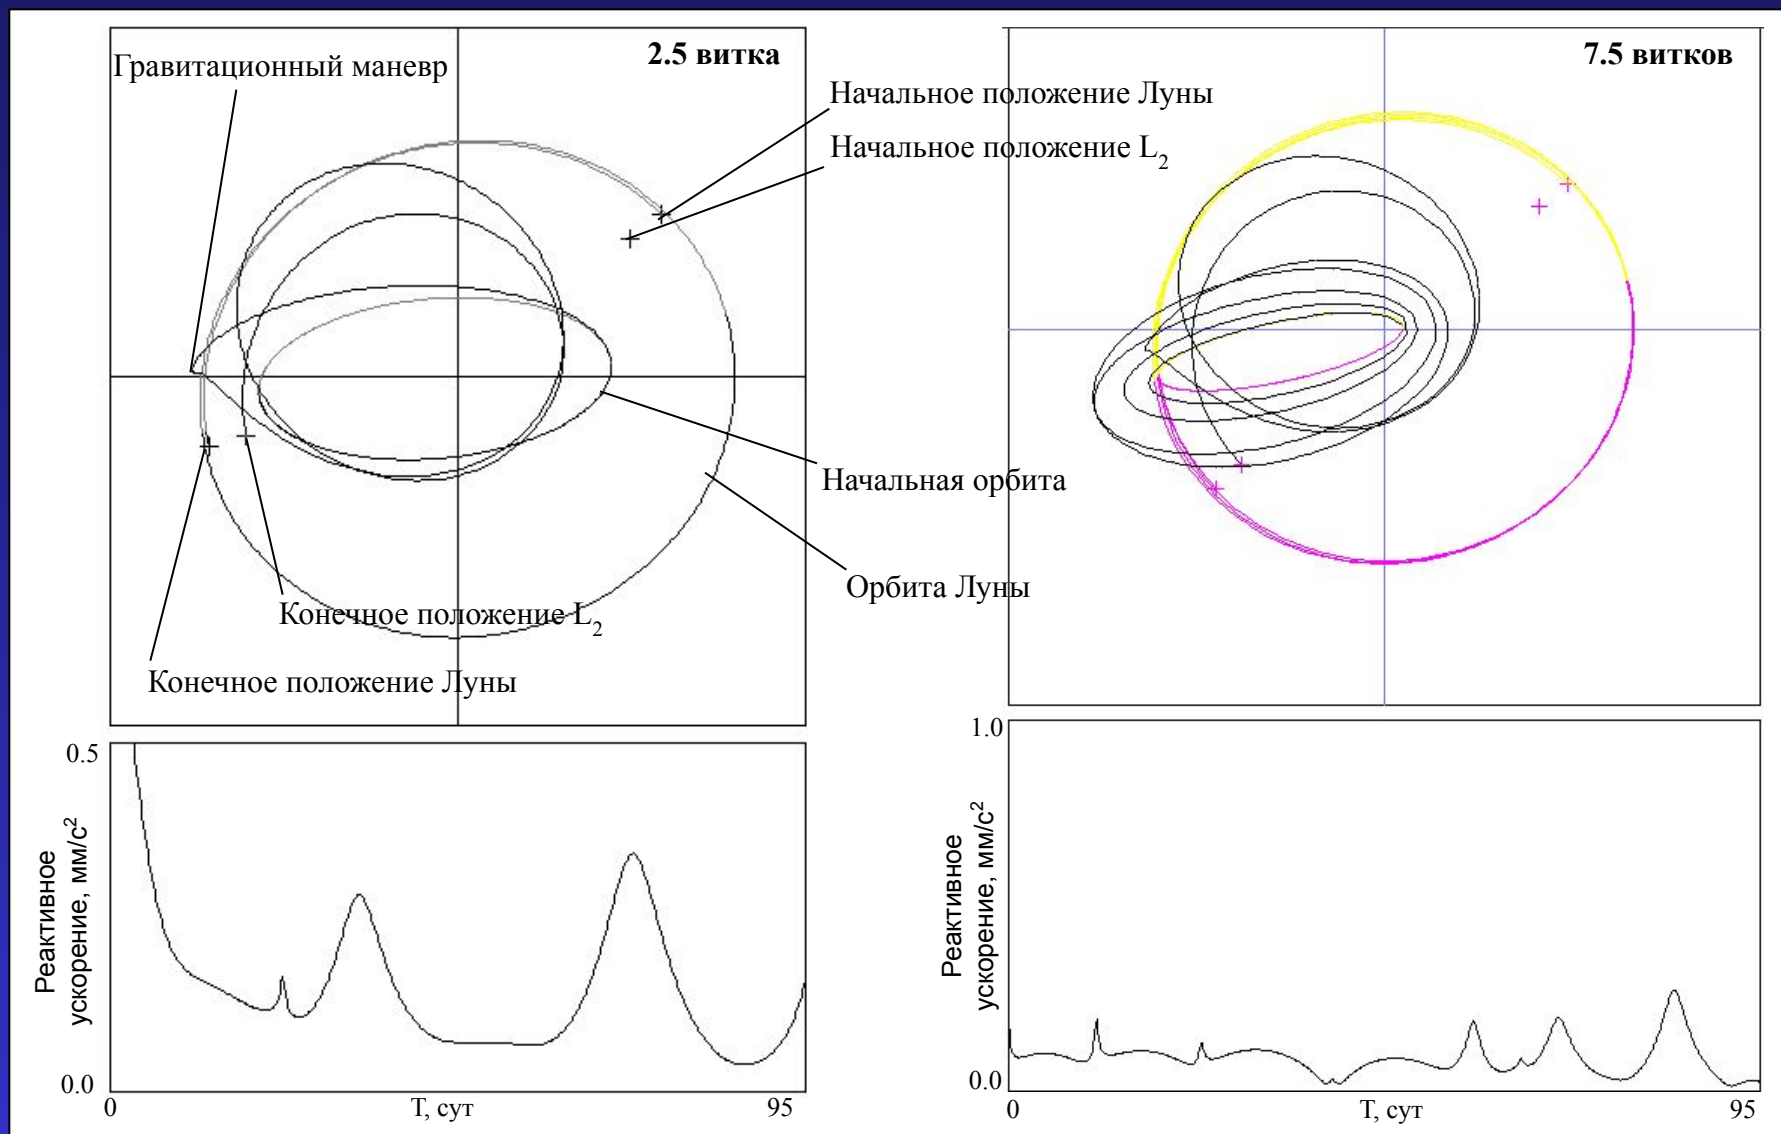 2.5 витка
7.5 витков
Гравитационный маневр
Начальное положение Луны
Начальное положение L2
Начальная орбита
Орбита Луны
Конечное положение L2
Конечное положение Луны
0.5
Реактивное
ускорение, мм/с²
0.0
0
T, сут
95
1.0
Реактивное
ускорение, мм/с²
0.0
0
T, сут
95